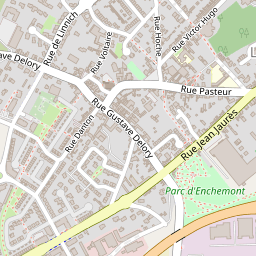 Rue de Linnich
Rue Voltaire
Rue Hoche
Rue Victor Hugo
ave Delory
Rue Pasteur
Rue Gustave Delory
Rue Danton
Rue Jean Jaurès
Parc d'Enchemont